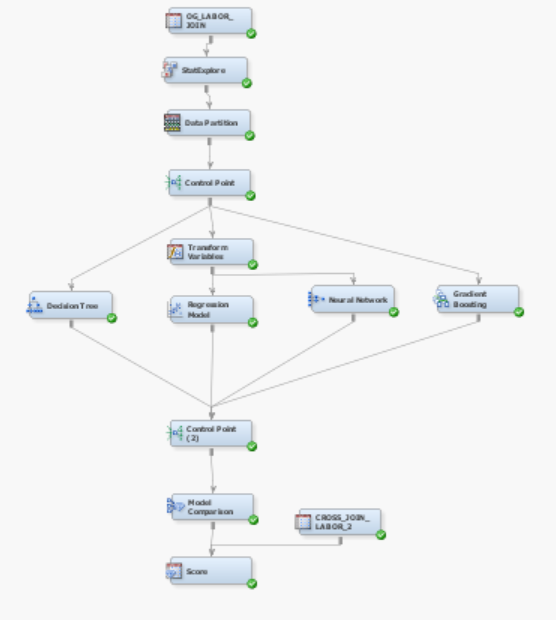 OG_LABOR_
JOIN
StatExplore
Data Partition
Control Point
Transform
Variables
Decision Tree
Regression
Model
Neural Network
Gradient
Boosting
Control Point
(2)
Model
Comparison
CROSS_JOIN_
LABOR_2
Score